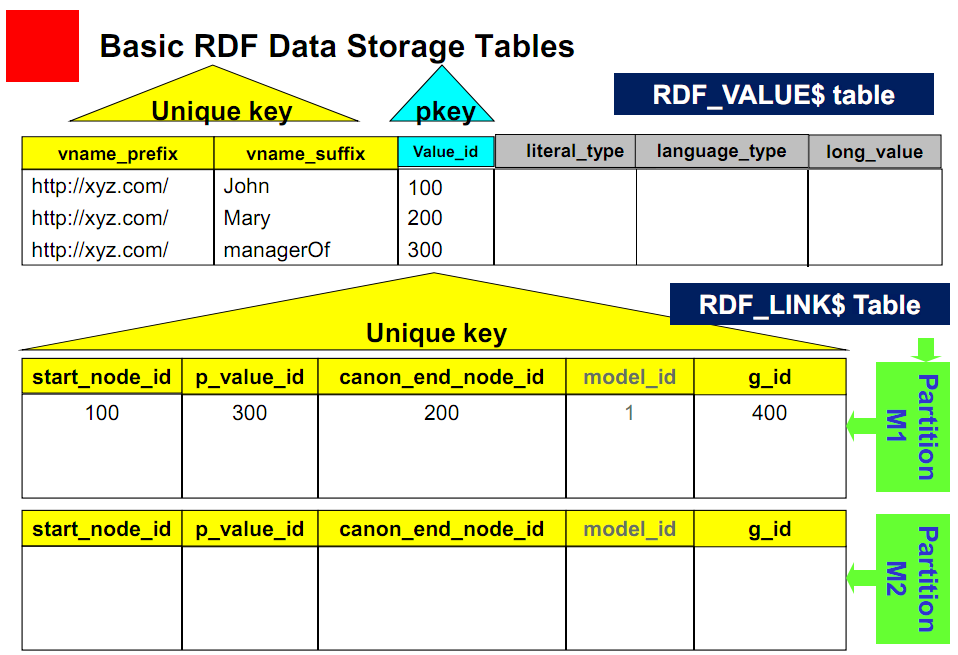 Basic RDF Data Storage Tables
Unique key
pkey
RDF_VALUE$ table
vname_prefix vname_suffix Value_id literal_type language_type long_value
http://xyz.com/ John 100
http://xyz.com/ Mary 200
http://xyz.com/ managerOf 300
RDF_LINK$ Table
Unique key
start_node_id p_value_id canon_end_node_id model_id g_id
100 300 200 1 400
Partition
M1
start_node_id p_value_id canon_end_node_id model_id g_id
Partition
M2